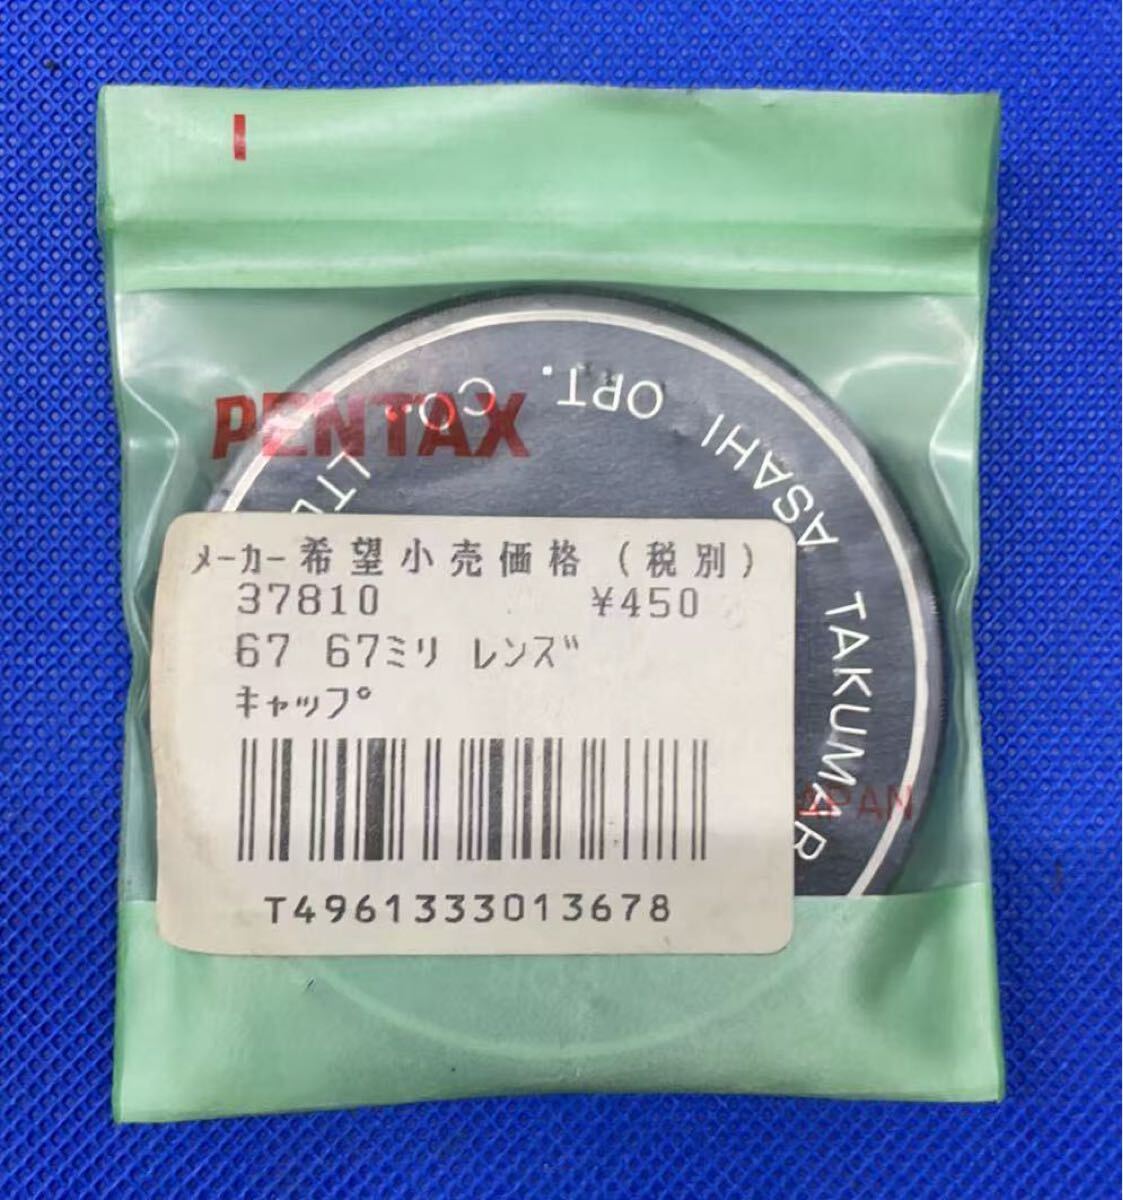 PENTAX
TAKUMAR ASAHI OPT. CO. LTD
メーカー希望小売価格（税別）
37810 ¥450
67 67ミリ レンズ
キャップ
T4961333013678
JAPAN